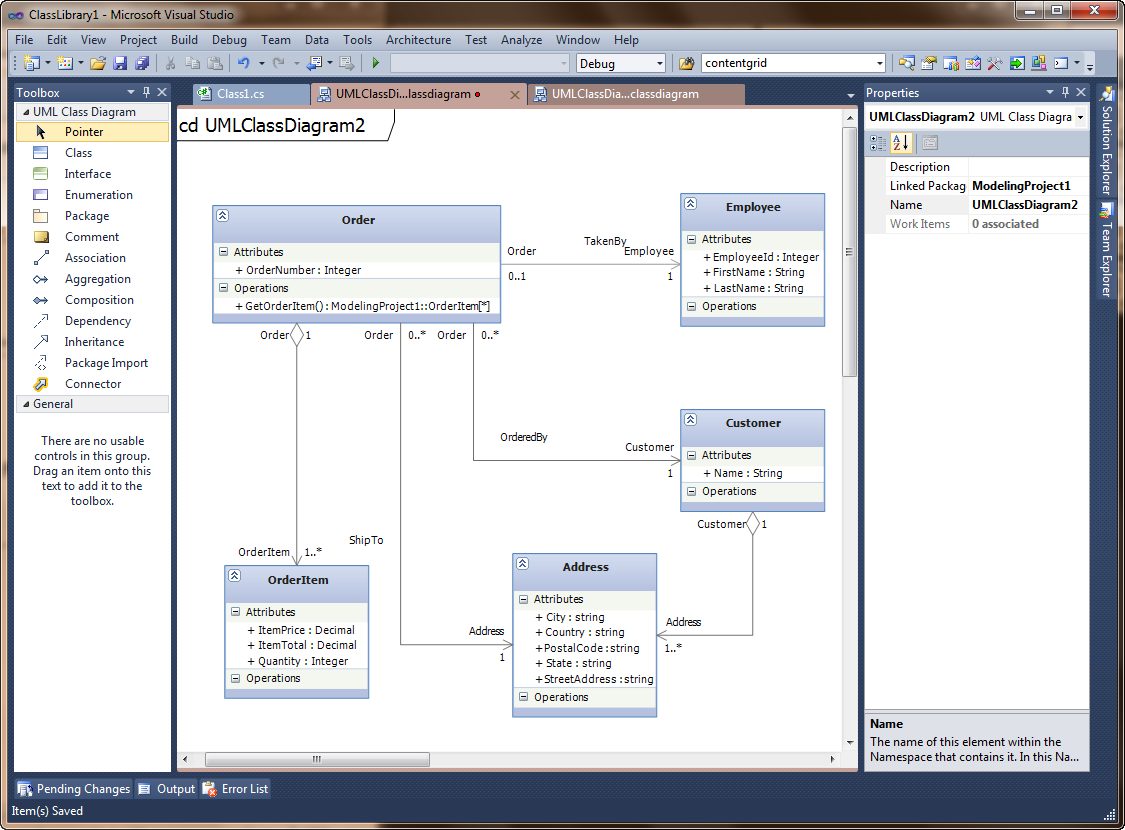 ClassLibrary1 - Microsoft Visual Studio
File Edit View Project Build Debug Team Data Tools Architecture Test Analyze Window Help
Debug contentgrid
Toolbox
UML Class Diagram
Pointer
Class
Interface
Enumeration
Package
Comment
Association
Aggregation
Composition
Dependency
Inheritance
Package Import
Connector
General
There are no usable
controls in this group.
Drag an item onto this
text to add it to the
toolbox.
Class1.cs UMLClassDi...lassdiagram UMLClassDia...classdiagram
cd UMLClassDiagram2
Order
Attributes
+ OrderNumber : Integer
Operations
+ GetOrderItem() : ModelingProject1::OrderItem[*]
Order TakenBy Employee
0..1 1
Employee
Attributes
+ EmployeeId : Integer
+ FirstName : String
+ LastName : String
Operations
Order 1 Order 0..* Order 0..*
OrderedBy
Customer
1
Customer
Attributes
+ Name : String
Operations
Customer 1
ShipTo
OrderItem 1..*
OrderItem
Attributes
+ ItemPrice : Decimal
+ ItemTotal : Decimal
+ Quantity : Integer
Operations
Address
1
Address
Attributes
+ City : string
+ Country : string
+PostalCode :string
+ State : string
+StreetAddress :string
Operations
Address
1..*
Properties
UMLClassDiagram2 UML Class Diagra
Description
Linked Packag ModelingProject1
Name UMLClassDiagram2
Work Items 0 associated
Name
The name of this element within the
Namespace that contains it. In this Na...
Solution Explorer
Team Explorer
Pending Changes Output Error List
Item(s) Saved